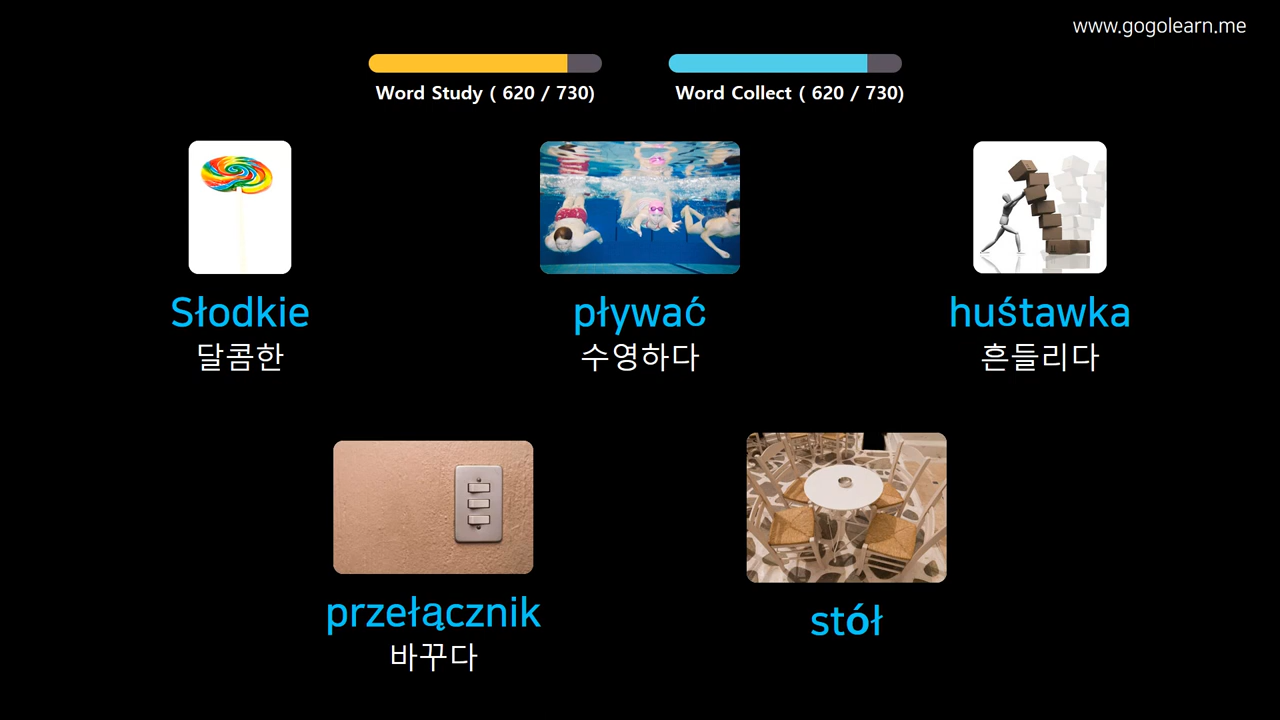 www.gogolearn.me
Word Study ( 620 / 730)
Word Collect ( 620 / 730)
Słodkie
달콤한
pływać
수영하다
huśtawka
흔들리다
przełącznik
바꾸다
stół